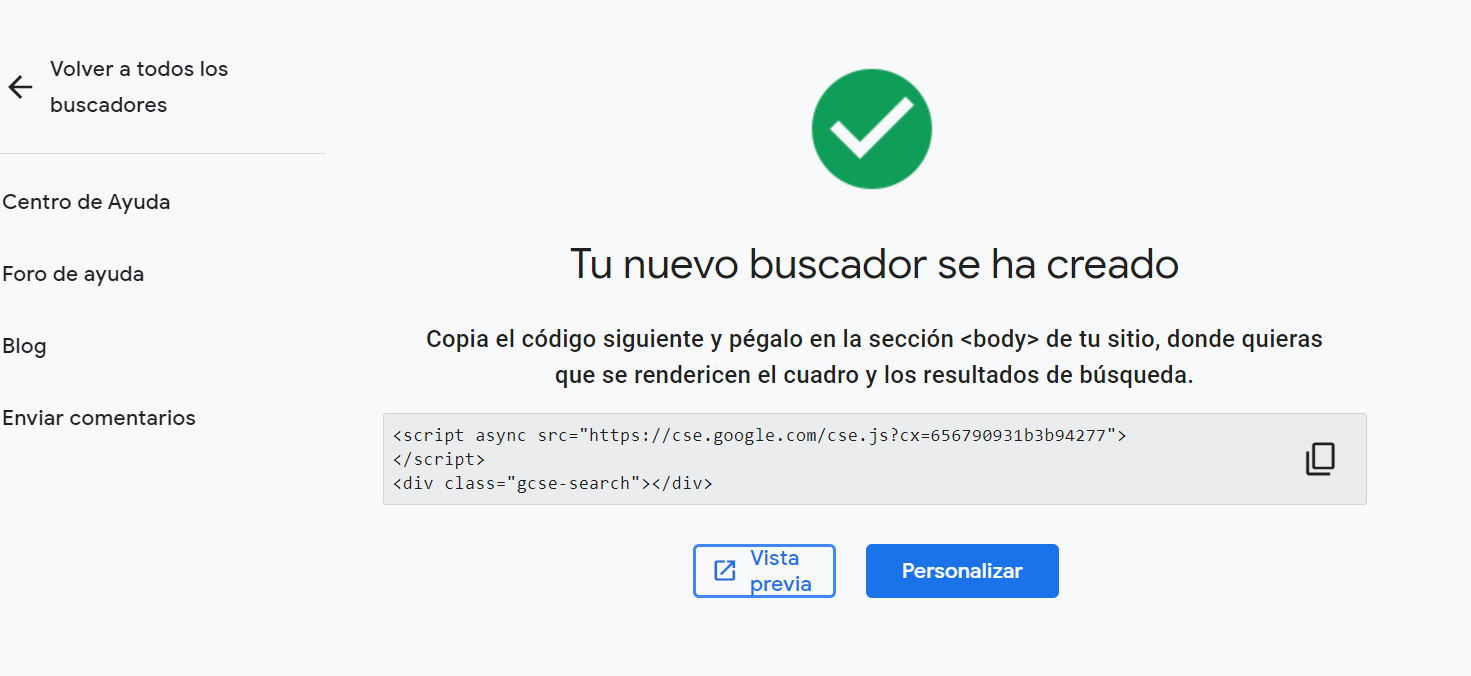 Volver a todos los
buscadores
Centro de Ayuda
Foro de ayuda
Blog
Enviar comentarios
Tu nuevo buscador se ha creado
Copia el código siguiente y pégalo en la sección <body> de tu sitio, donde quieras
que se rendericen el cuadro y los resultados de búsqueda.
<script async src="https://cse.google.com/cse.js?cx=656790931b3b94277">
</script>
<div class="gcse-search"></div>
Vista
previa
Personalizar